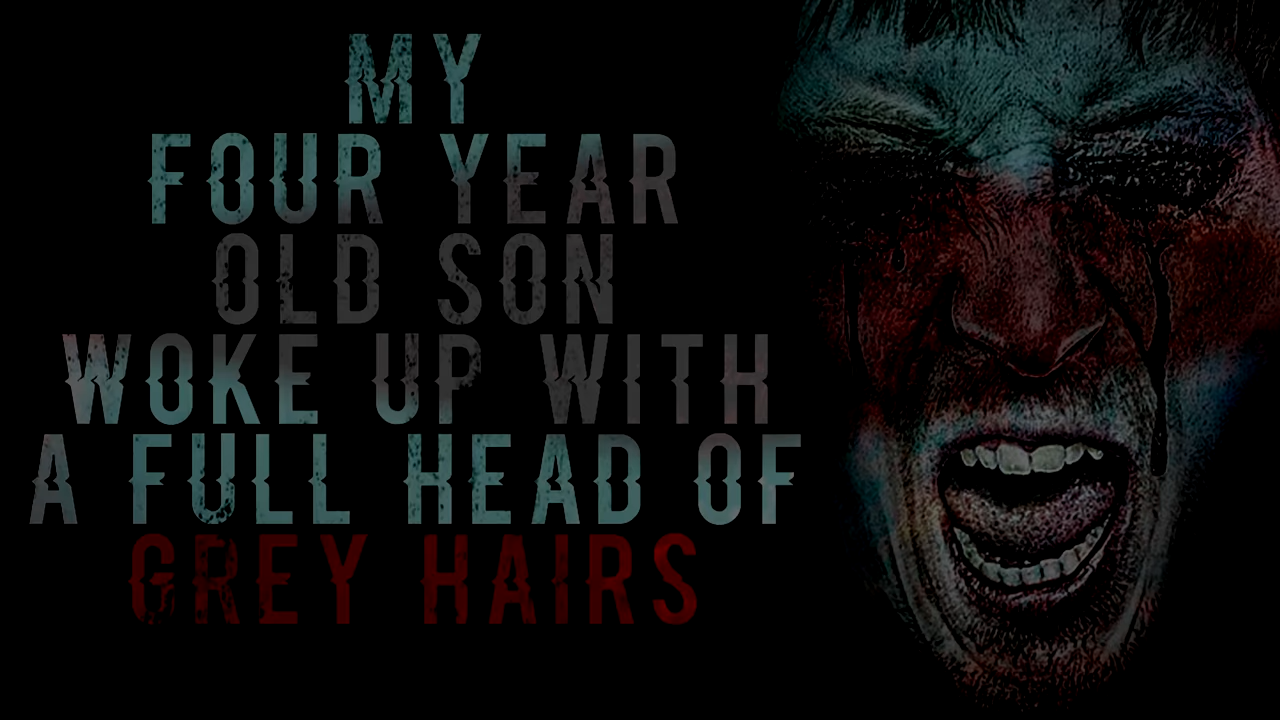 MY
FOUR YEAR
OLD SON
WOKE UP WITH
A FULL HEAD OF
GREY HAIRS